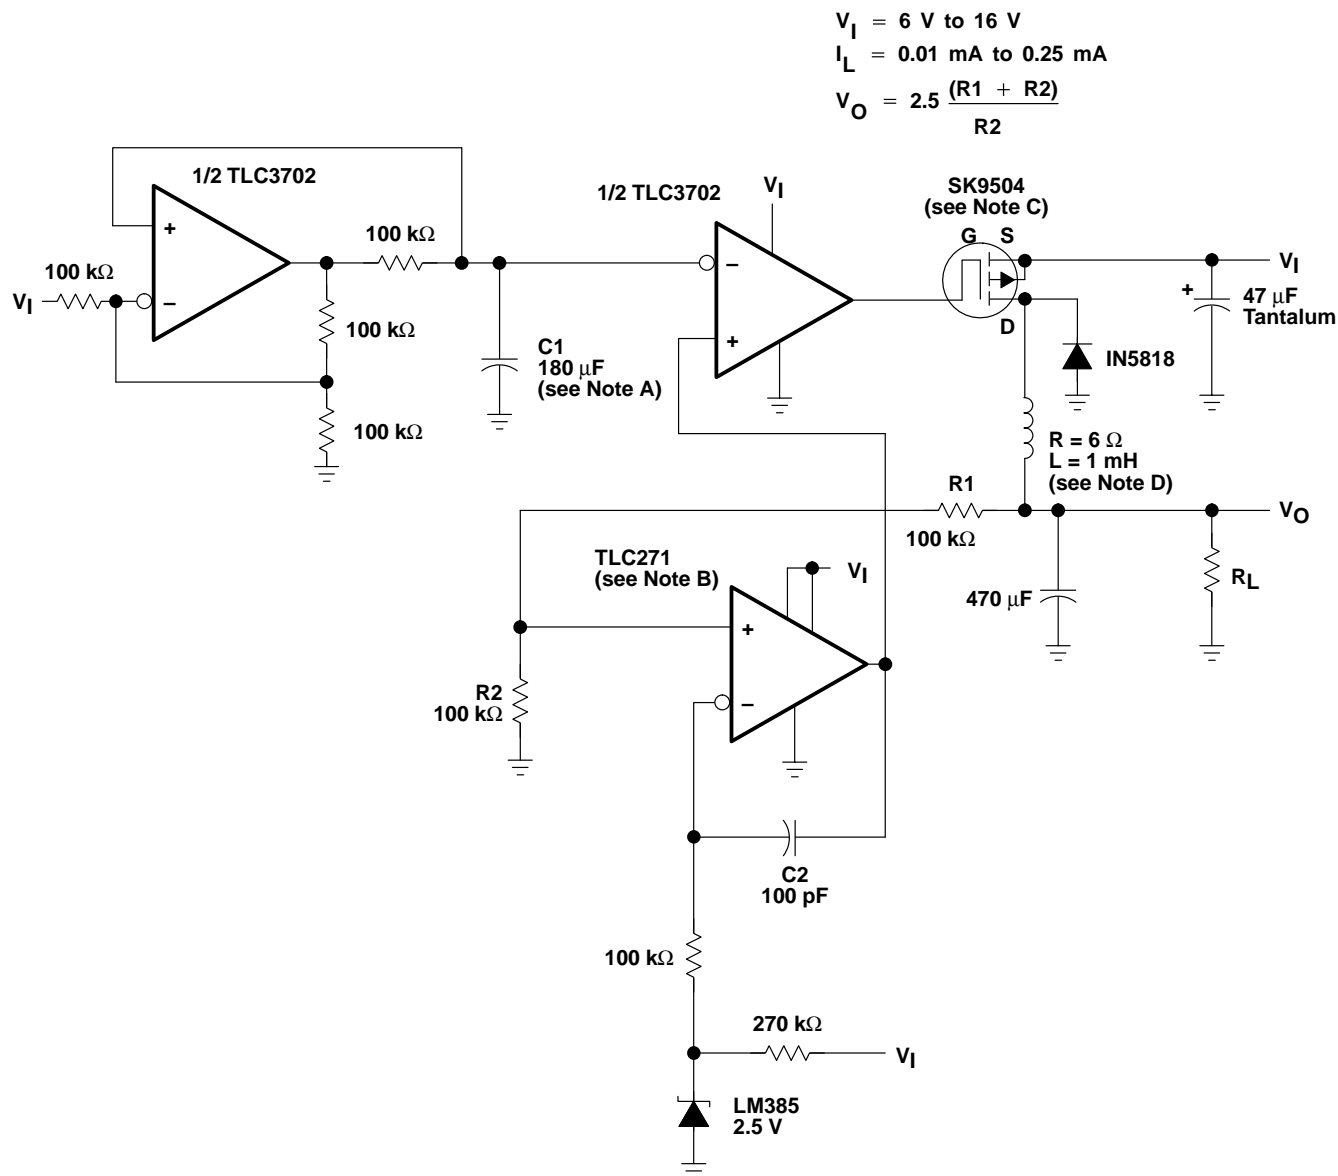 V_I = 6 V to 16 V
I_L = 0.01 mA to 0.25 mA
V_O = 2.5 (R1 + R2)
R2
1/2 TLC3702
+
−
100 kΩ
V_I
100 kΩ
100 kΩ
100 kΩ
C1
180 µF
(see Note A)
1/2 TLC3702
V_I
−
+
SK9504
(see Note C)
G S
D
V_I
+
47 µF
Tantalum
IN5818
R = 6 Ω
L = 1 mH
(see Note D)
R1
100 kΩ
V_O
470 µF
R_L
TLC271
(see Note B)
V_I
+
−
R2
100 kΩ
C2
100 pF
100 kΩ
270 kΩ
V_I
LM385
2.5 V